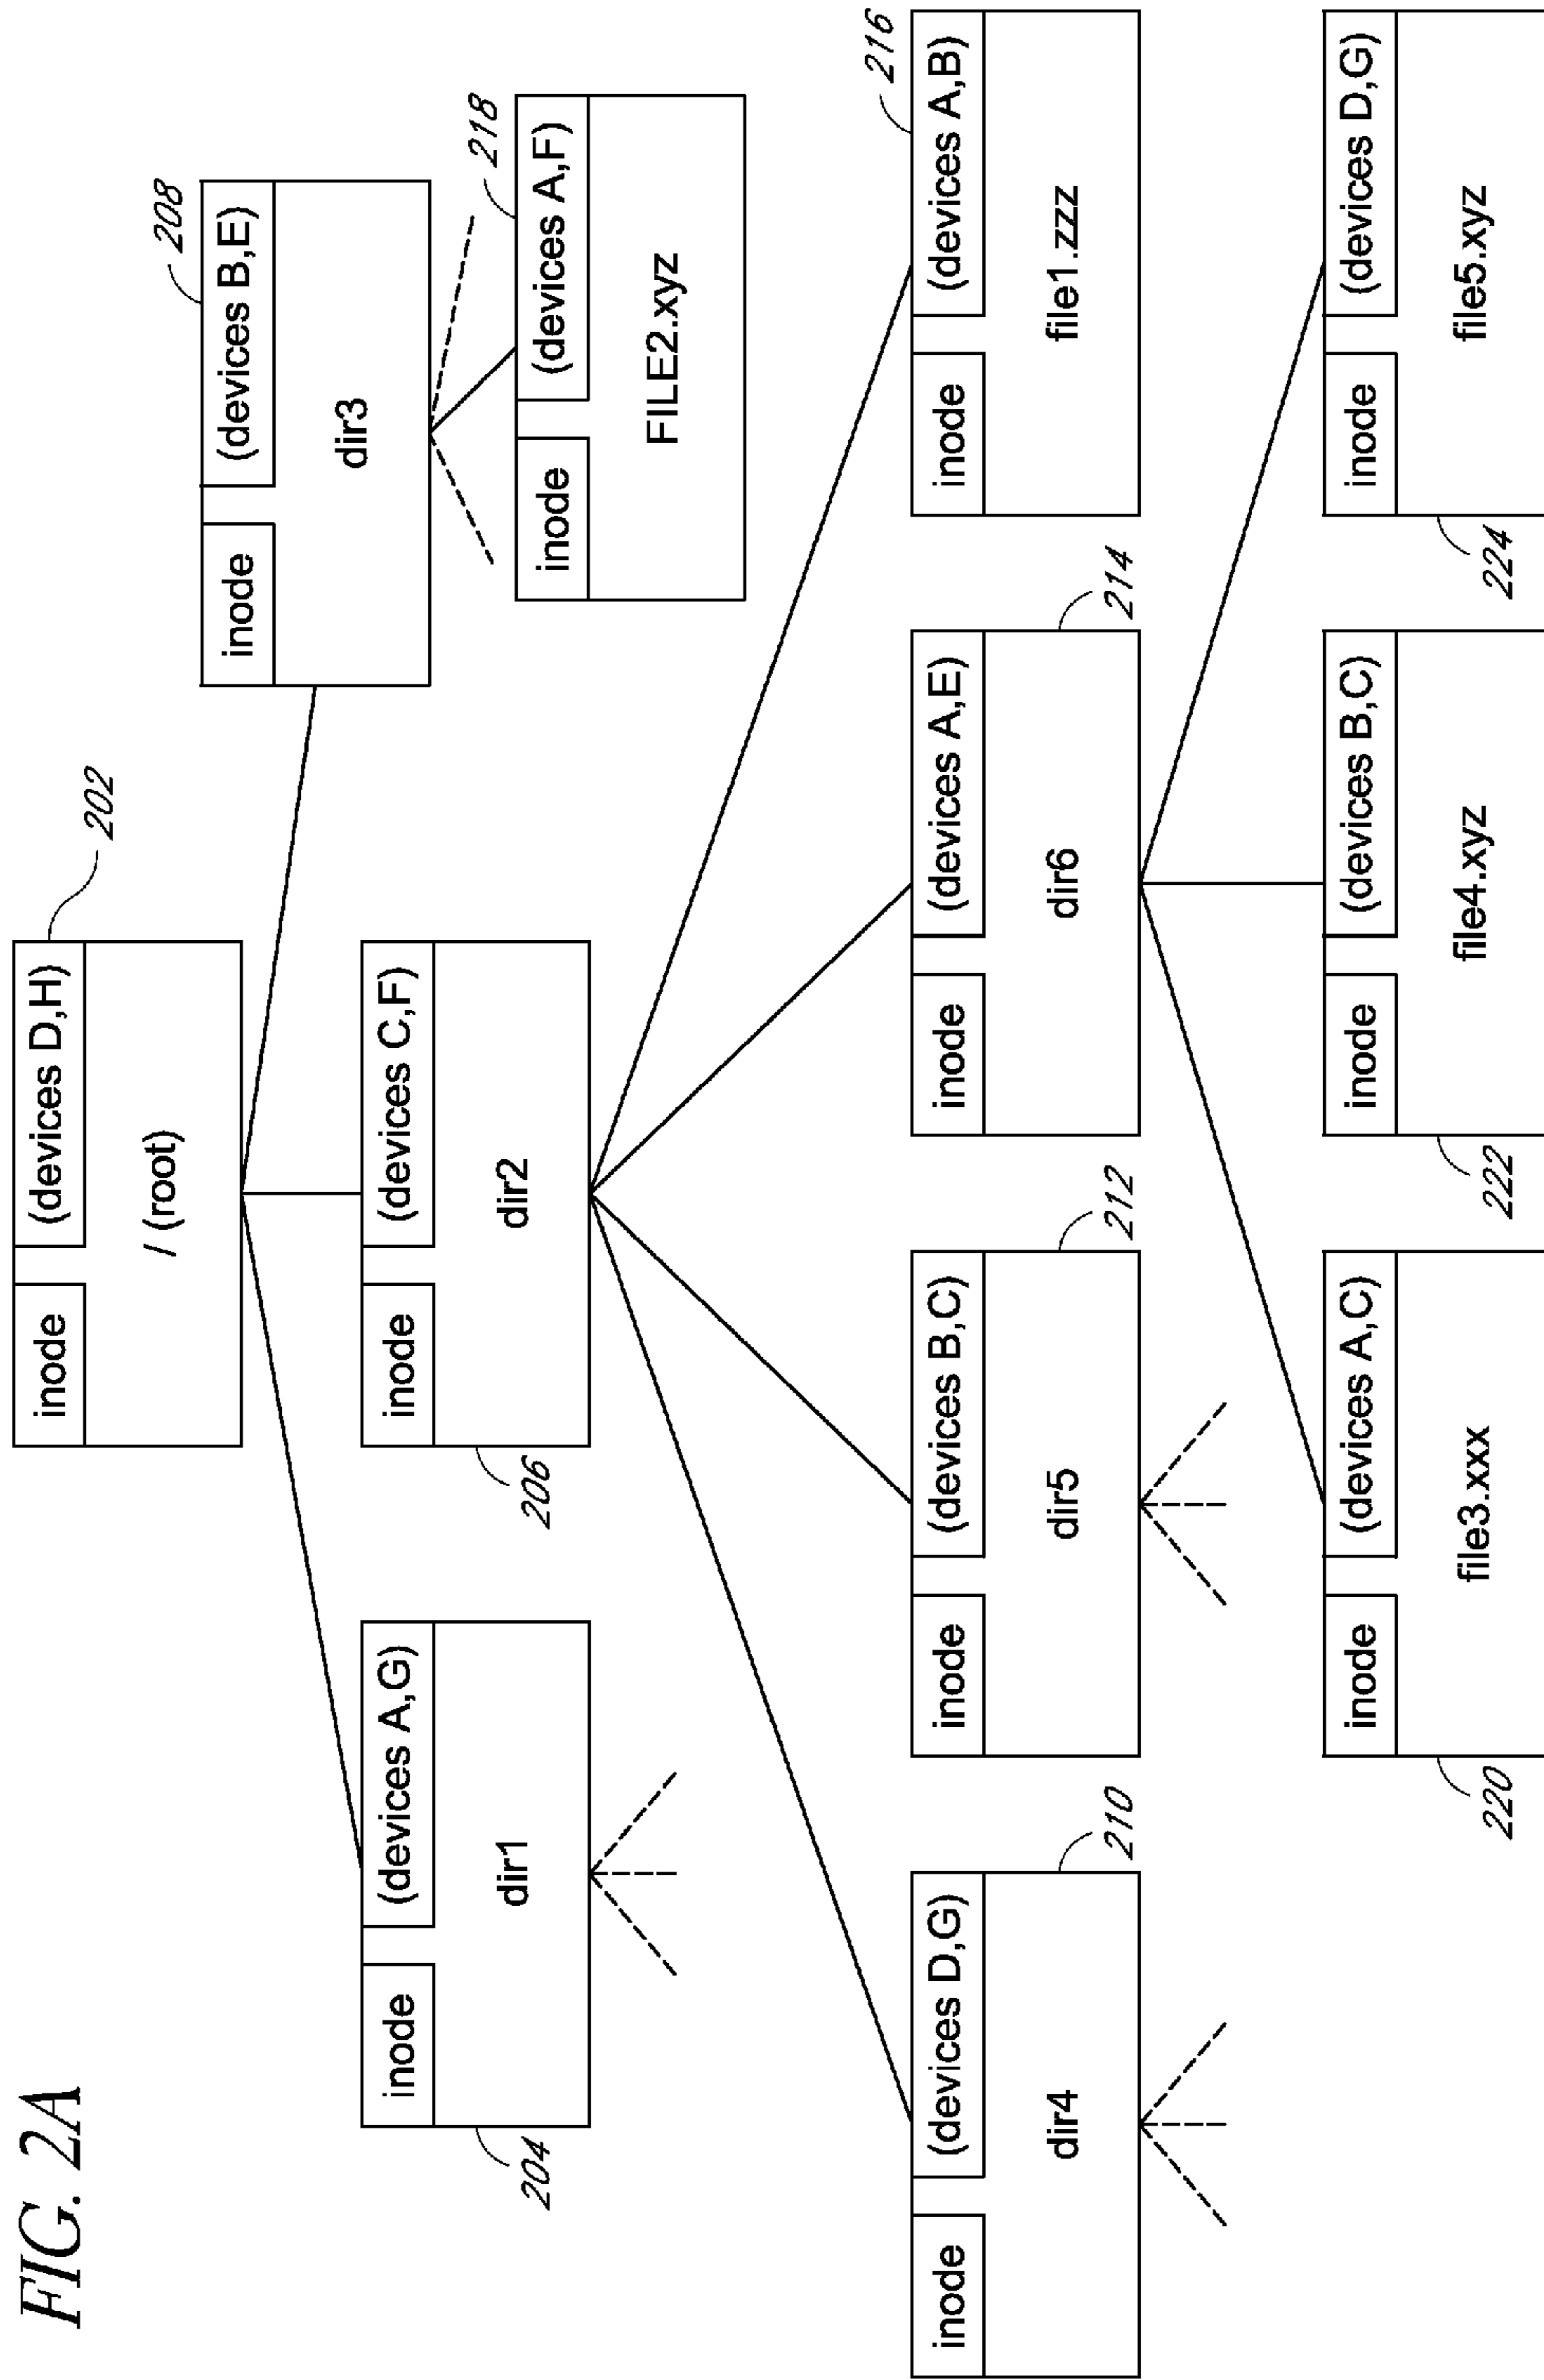 FIG. 2A
202
inode (devices D,H)
/ (root)
208
inode (devices B,E)
dir3
204
inode (devices A,G)
dir1
206
inode (devices C,F)
dir2
218
inode (devices A,F)
FILE2.xyz
210
inode (devices D,G)
dir4
212
inode (devices B,C)
dir5
214
inode (devices A,E)
dir6
216
inode (devices A,B)
file1.zzz
220
inode (devices A,C)
file3.xxx
222
inode (devices B,C)
file4.xyz
224
inode (devices D,G)
file5.xyz